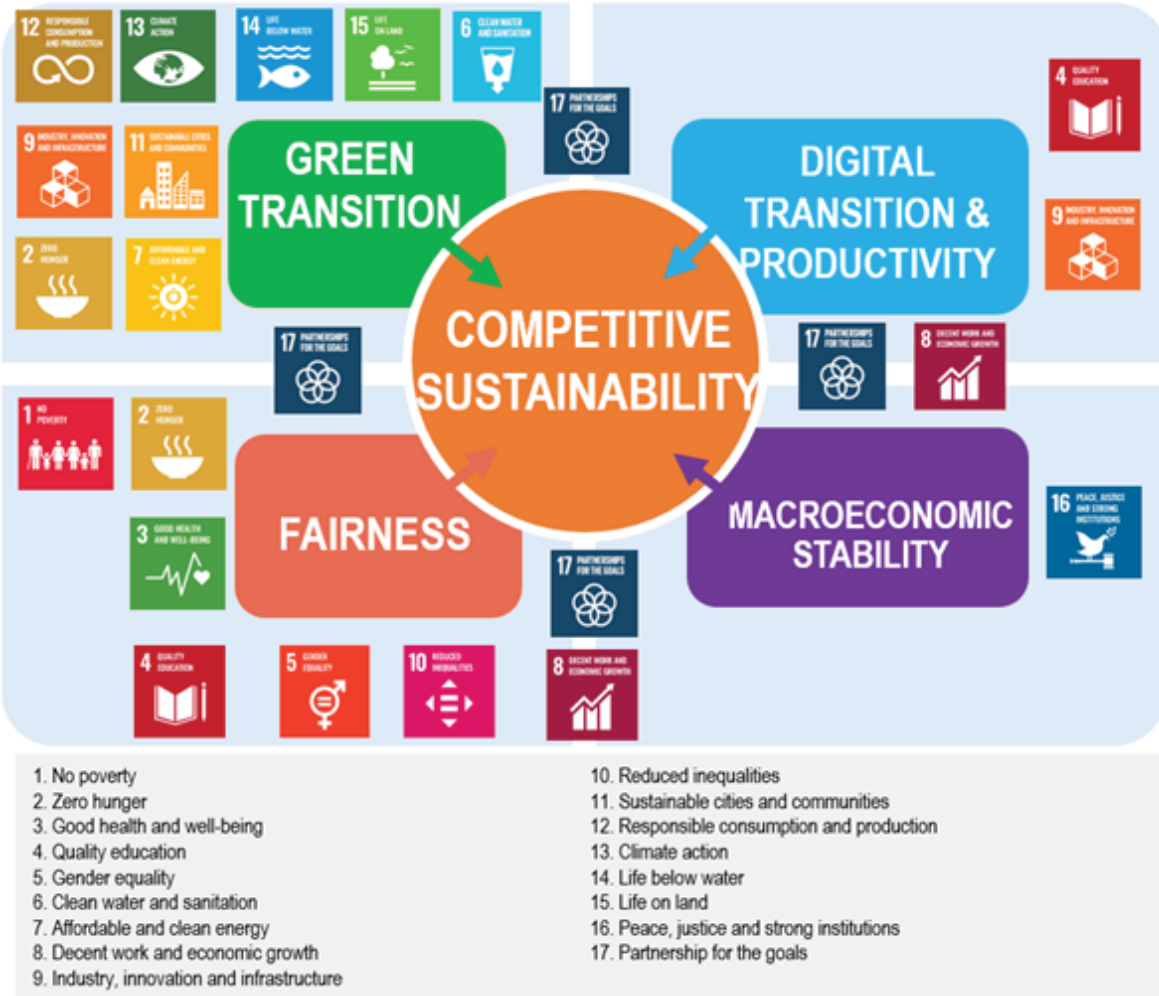 12 RESPONSIBLE
CONSUMPTION
AND PRODUCTION
13 CLIMATE
ACTION
14 LIFE
BELOW WATER
15 LIFE
ON LAND
6 CLEAN WATER
AND SANITATION
17 PARTNERSHIPS
FOR THE GOALS
4 QUALITY
EDUCATION
9 INDUSTRY, INNOVATION
AND INFRASTRUCTURE
11 SUSTAINABLE CITIES
AND COMMUNITIES
GREEN
TRANSITION
DIGITAL
TRANSITION &
PRODUCTIVITY
9 INDUSTRY, INNOVATION
AND INFRASTRUCTURE
2 ZERO
HUNGER
7 AFFORDABLE AND
CLEAN ENERGY
17 PARTNERSHIPS
FOR THE GOALS
COMPETITIVE
SUSTAINABILITY
17 PARTNERSHIPS
FOR THE GOALS
8 DECENT WORK AND
ECONOMIC GROWTH
1 NO
POVERTY
2 ZERO
HUNGER
3 GOOD HEALTH
AND WELL-BEING
FAIRNESS
MACROECONOMIC
STABILITY
16 PEACE, JUSTICE
AND STRONG
INSTITUTIONS
17 PARTNERSHIPS
FOR THE GOALS
4 QUALITY
EDUCATION
5 GENDER
EQUALITY
10 REDUCED
INEQUALITIES
8 DECENT WORK AND
ECONOMIC GROWTH
1. No poverty
2. Zero hunger
3. Good health and well-being
4. Quality education
5. Gender equality
6. Clean water and sanitation
7. Affordable and clean energy
8. Decent work and economic growth
9. Industry, innovation and infrastructure
10. Reduced inequalities
11. Sustainable cities and communities
12. Responsible consumption and production
13. Climate action
14. Life below water
15. Life on land
16. Peace, justice and strong institutions
17. Partnership for the goals